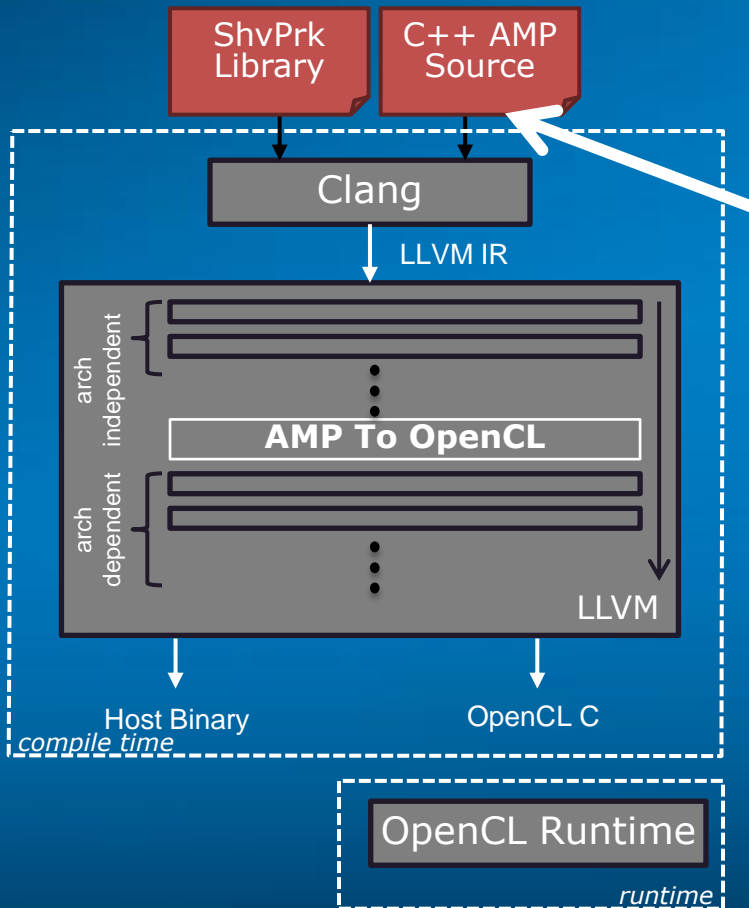 ShvPrk
Library
C++ AMP
Source
Clang
LLVM IR
arch
independent
AMP To OpenCL
arch
dependent
LLVM
Host Binary
OpenCL C
compile time
OpenCL Runtime
runtime